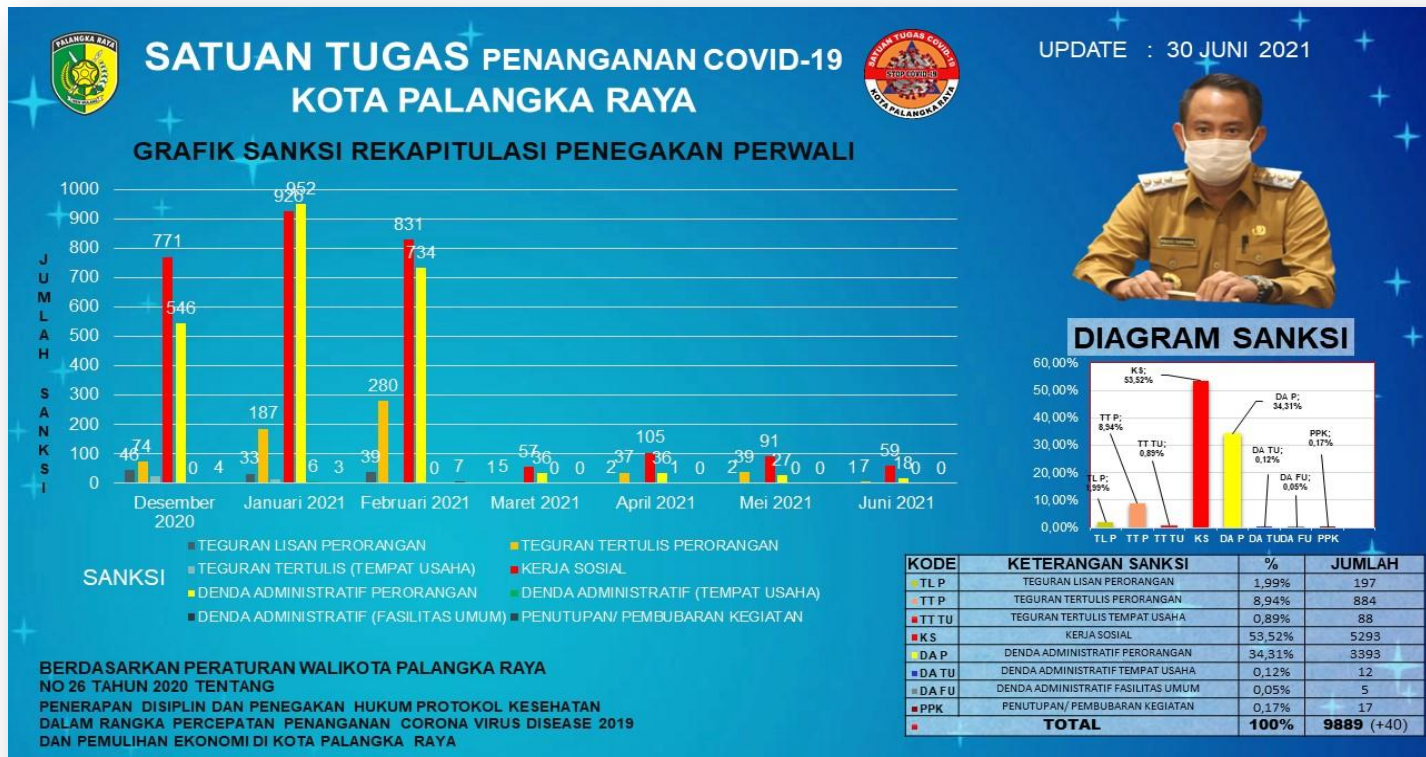 PALANGKA RAYA
SATUAN TUGAS PENANGANAN COVID-19
KOTA PALANGKA RAYA
SATUAN TUGAS COVID-19
STOP COVID-19
KOTA PALANGKA RAYA
UPDATE : 30 JUNI 2021
GRAFIK SANKSI REKAPITULASI PENEGAKAN PERWALI
JUMLAH SANKSI
1000
900
800
700
600
500
400
300
200
100
0
46 74 771 546 0 4
33 187 926 952 6 3
39 280 831 734 0 7
15 57 36 0 0
2 37 105 36 1 0
2 39 91 27 0 0
17 59 18 0 0
Desember 2020
Januari 2021
Februari 2021
Maret 2021
April 2021
Mei 2021
Juni 2021
SANKSI
TEGURAN LISAN PERORANGAN
TEGURAN TERTULIS PERORANGAN
TEGURAN TERTULIS (TEMPAT USAHA)
KERJA SOSIAL
DENDA ADMINISTRATIF PERORANGAN
DENDA ADMINISTRATIF (TEMPAT USAHA)
DENDA ADMINISTRATIF (FASILITAS UMUM)
PENUTUPAN/ PEMBUBARAN KEGIATAN
BERDASARKAN PERATURAN WALIKOTA PALANGKA RAYA
NO 26 TAHUN 2020 TENTANG
PENERAPAN DISIPLIN DAN PENEGAKAN HUKUM PROTOKOL KESEHATAN
DALAM RANGKA PERCEPATAN PENANGANAN CORONA VIRUS DISEASE 2019
DAN PEMULIHAN EKONOMI DI KOTA PALANGKA RAYA
DIAGRAM SANKSI
60,00%
50,00%
40,00%
30,00%
20,00%
10,00%
0,00%
TL P; 1,99%
TT P; 8,94%
TT TU; 0,89%
KS; 53,52%
DA P; 34,31%
DA TU; 0,12%
DA FU; 0,05%
PPK; 0,17%
TL P TT P TT TU KS DA P DA TU DA FU PPK
KODE KETERANGAN SANKSI % JUMLAH
TL P TEGURAN LISAN PERORANGAN 1,99% 197
TT P TEGURAN TERTULIS PERORANGAN 8,94% 884
TT TU TEGURAN TERTULIS TEMPAT USAHA 0,89% 88
KS KERJA SOSIAL 53,52% 5293
DA P DENDA ADMINISTRATIF PERORANGAN 34,31% 3393
DA TU DENDA ADMINISTRATIF TEMPAT USAHA 0,12% 12
DA FU DENDA ADMINISTRATIF FASILITAS UMUM 0,05% 5
PPK PENUTUPAN/ PEMBUBARAN KEGIATAN 0,17% 17
TOTAL 100% 9889 (+40)